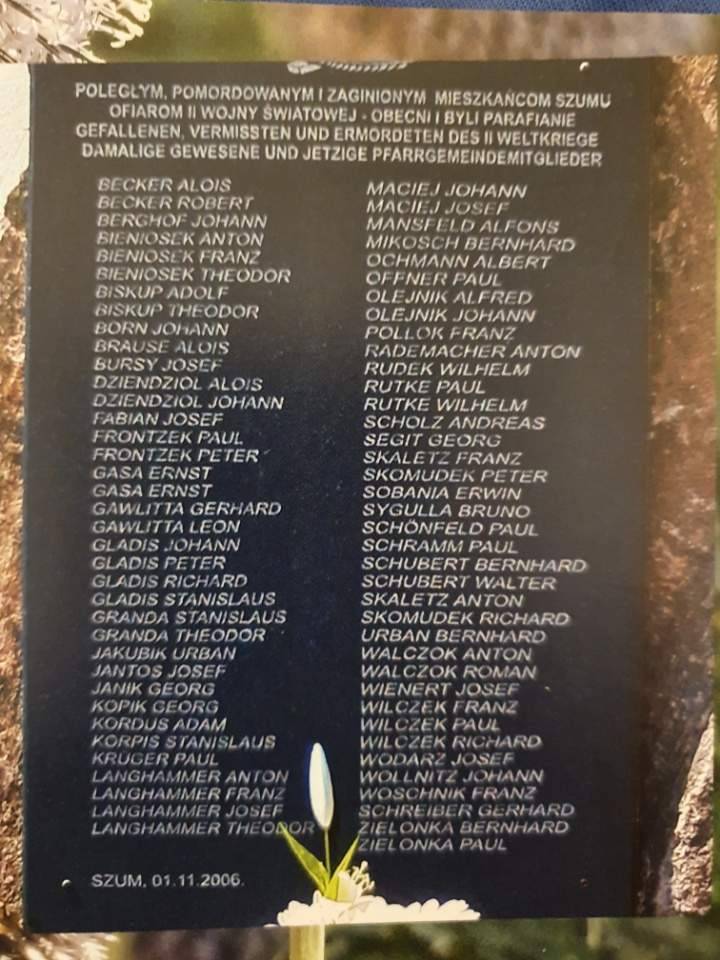 POLEGŁYM, POMORDOWANYM I ZAGINIONYM MIESZKAŃCOM SZUMU
OFIAROM II WOJNY ŚWIATOWEJ - OBECNI I BYLI PARAFIANIE
GEFALLENEN, VERMISSTEN UND ERMORDETEN DES II WELTKRIEGE
DAMALIGE GEWESENE UND JETZIGE PFARRGEMEINDEMITGLIEDER
BECKER ALOIS
BECKER ROBERT
BERGHOF JOHANN
BIENIOSEK ANTON
BIENIOSEK FRANZ
BIENIOSEK THEODOR
BISKUP ADOLF
BISKUP THEODOR
BORN JOHANN
BRAUSE ALOIS
BURSY JOSEF
DZIENDZIOL ALOIS
DZIENDZIOL JOHANN
FABIAN JOSEF
FRONTZEK PAUL
FRONTZEK PETER
GASA ERNST
GASA ERNST
GAWLITTA GERHARD
GAWLITTA LEON
GLADIS JOHANN
GLADIS PETER
GLADIS RICHARD
GLADIS STANISLAUS
GRANDA STANISLAUS
GRANDA THEODOR
JAKUBIK URBAN
JANTOS JOSEF
JANIK GEORG
KOPIK GEORG
KORDUS ADAM
KORPIS STANISLAUS
KRÜGER PAUL
LANGHAMMER ANTON
LANGHAMMER FRANZ
LANGHAMMER JOSEF
LANGHAMMER THEODOR
MACIEJ JOHANN
MACIEJ JOSEF
MANSFELD ALFONS
MIKOSCH BERNHARD
OCHMANN ALBERT
OFFNER PAUL
OLEJNIK ALFRED
OLEJNIK JOHANN
POLLOK FRANZ
RADEMACHER ANTON
RUDEK WILHELM
RUTKE PAUL
RUTKE WILHELM
SCHOLZ ANDREAS
SEGIT GEORG
SKALETZ FRANZ
SKOMUDEK PETER
SOBANIA ERWIN
SYGULLA BRUNO
SCHÖNFELD PAUL
SCHRAMM PAUL
SCHUBERT BERNHARD
SCHUBERT WALTER
SKALETZ ANTON
SKOMUDEK RICHARD
URBAN BERNHARD
WALCZOK ANTON
WALCZOK ROMAN
WIENERT JOSEF
WILCZEK FRANZ
WILCZEK PAUL
WILCZEK RICHARD
WODARZ JOSEF
WOLLNITZ JOHANN
WOSCHNIK FRANZ
SCHREIBER GERHARD
ZIELONKA BERNHARD
ZIELONKA PAUL
SZUM, 01.11.2006.